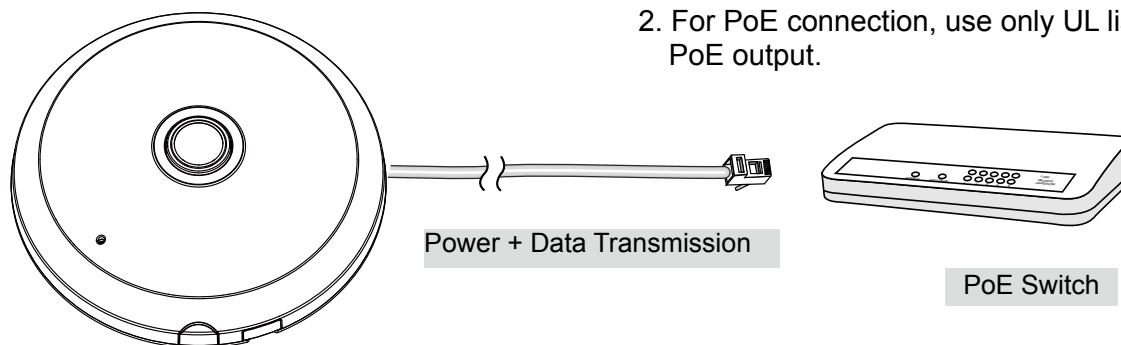 2. For PoE connection, use only UL li
PoE output.
Power + Data Transmission
PoE Switch